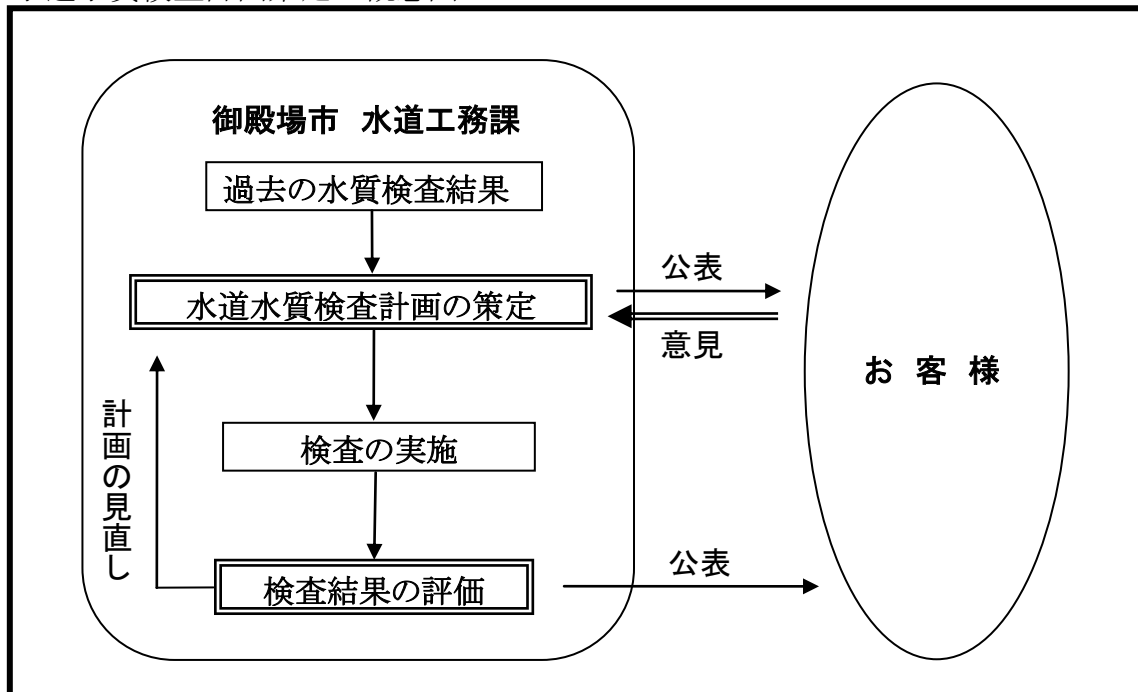 御殿場市　水道工務課
過去の水質検査結果
公表
水道水質検査計画の策定
意見
お 客 様
計画の見直し
検査の実施
公表
検査結果の評価